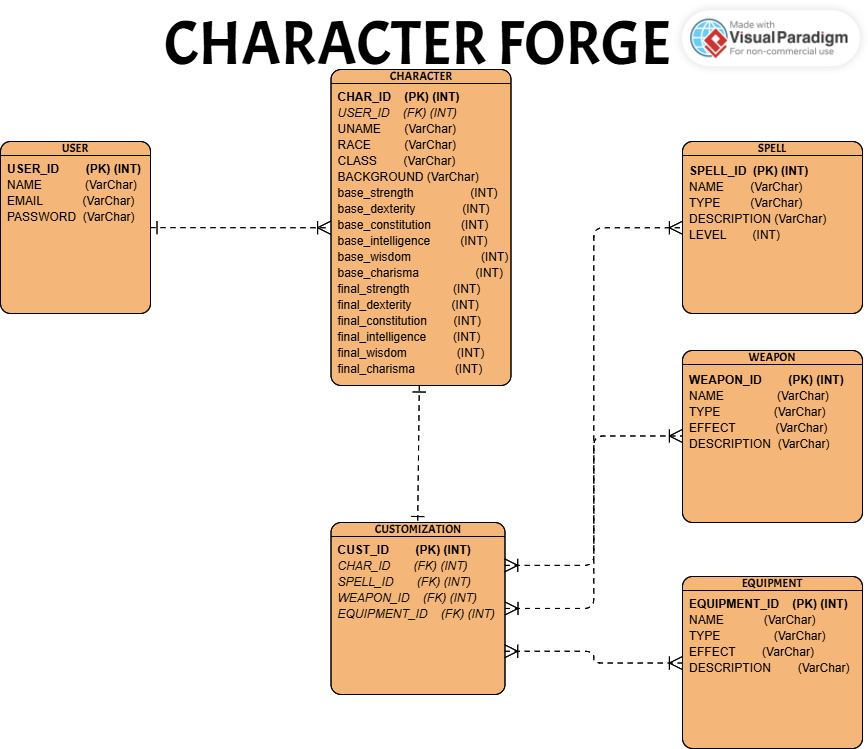 CHARACTER FORGE
Made with
VisualParadigm
For non-commercial use
CHARACTER
CHAR_ID (PK) (INT)
USER_ID (FK) (INT)
UNAME (VarChar)
RACE (VarChar)
CLASS (VarChar)
BACKGROUND (VarChar)
base_strength (INT)
base_dexterity (INT)
base_constitution (INT)
base_intelligence (INT)
base_wisdom (INT)
base_charisma (INT)
final_strength (INT)
final_dexterity (INT)
final_constitution (INT)
final_intelligence (INT)
final_wisdom (INT)
final_charisma (INT)
USER
USER_ID (PK) (INT)
NAME (VarChar)
EMAIL (VarChar)
PASSWORD (VarChar)
SPELL
SPELL_ID (PK) (INT)
NAME (VarChar)
TYPE (VarChar)
DESCRIPTION (VarChar)
LEVEL (INT)
WEAPON
WEAPON_ID (PK) (INT)
NAME (VarChar)
TYPE (VarChar)
EFFECT (VarChar)
DESCRIPTION (VarChar)
CUSTOMIZATION
CUST_ID (PK) (INT)
CHAR_ID (FK) (INT)
SPELL_ID (FK) (INT)
WEAPON_ID (FK) (INT)
EQUIPMENT_ID (FK) (INT)
EQUIPMENT
EQUIPMENT_ID (PK) (INT)
NAME (VarChar)
TYPE (VarChar)
EFFECT (VarChar)
DESCRIPTION (VarChar)